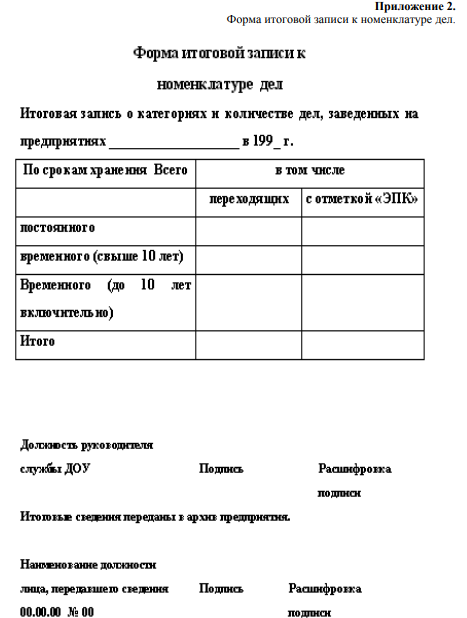 Приложение 2.
Форма итоговой записи к номенклатуре дел.
Форма итоговой записи к
номенклатуре дел
Итоговая запись о категориях и количестве дел, заведенных на
предприятиях ____________________ в 199_ г.
По срокам хранения Всего в том числе
переходящих с отметкой «ЭПК»
постоянного
временного (свыше 10 лет)
Временного (до 10 лет
включительно)
Итого
Должность руководителя
службы ДОУ Подпись Расшифровка
подписи
Итоговые сведения переданы в архив предприятия.
Наименование должности
лица, передавшего сведения Подпись Расшифровка
00.00.00 № 00 подписи